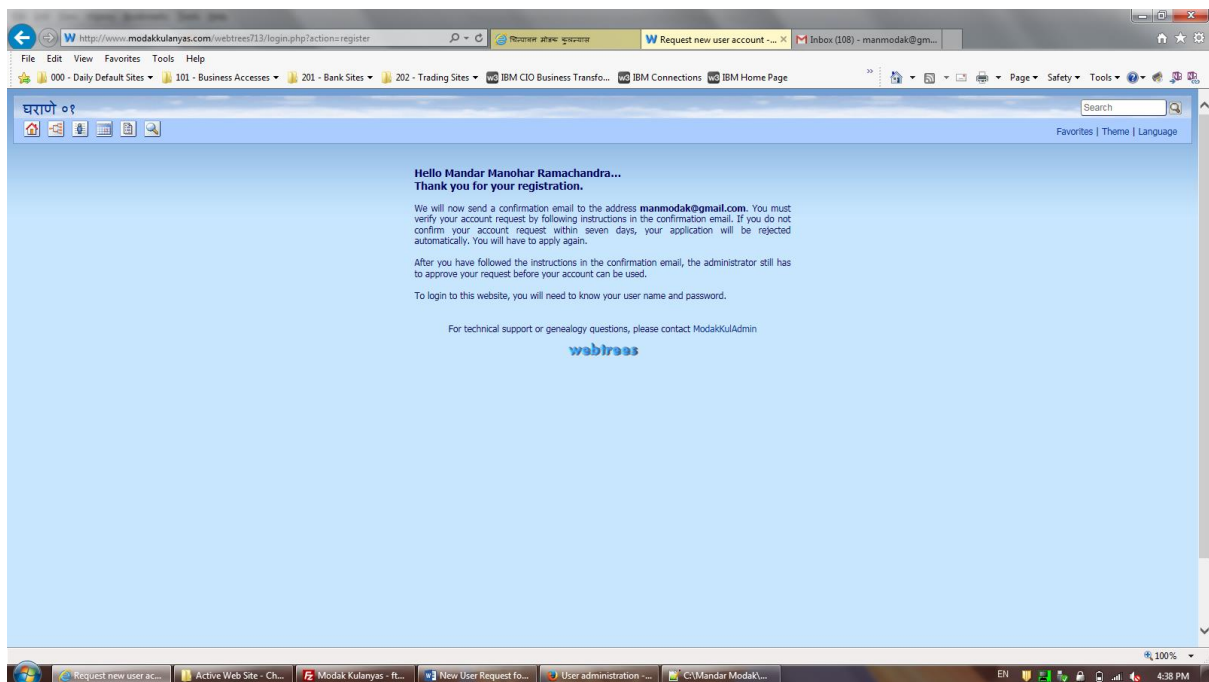 http://www.modakkulanyas.com/webtrees713/login.php?action=register
चित्पावन मोडक कुलन्यास
Request new user account -...
Inbox (108) - manmodak@gm...
File Edit View Favorites Tools Help
000 - Daily Default Sites
101 - Business Accesses
201 - Bank Sites
202 - Trading Sites
IBM CIO Business Transfo...
IBM Connections
IBM Home Page
Page Safety Tools
घराणे ०१
Search
Favorites | Theme | Language
Hello Mandar Manohar Ramachandra...
Thank you for your registration.
We will now send a confirmation email to the address manmodak@gmail.com. You must
verify your account request by following instructions in the confirmation email. If you do not
confirm your account request within seven days, your application will be rejected
automatically. You will have to apply again.
After you have followed the instructions in the confirmation email, the administrator still has
to approve your request before your account can be used.
To login to this website, you will need to know your user name and password.
For technical support or genealogy questions, please contact ModakKulAdmin
webtrees
100%
Request new user ac...
Active Web Site - Ch...
Modak Kulanyas - ft...
New User Request fo...
User administration -...
C:\Mandar Modak\...
EN
4:38 PM